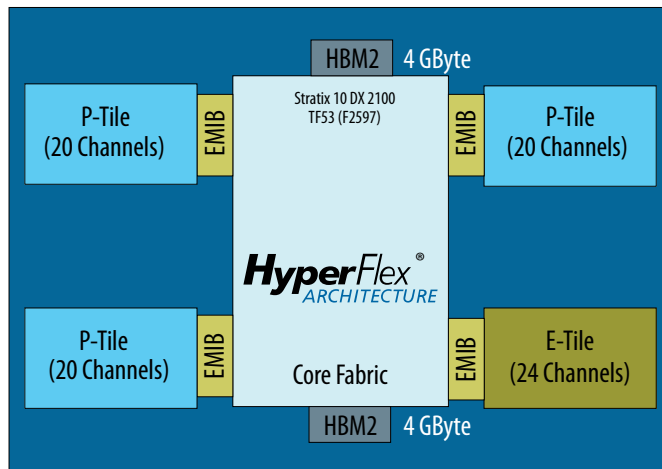 HBM2 4 GByte
Stratix 10 DX 2100
TF53 (F2597)
P-Tile
(20 Channels)
EMIB
EMIB
P-Tile
(20 Channels)
HyperFlex®
ARCHITECTURE
P-Tile
(20 Channels)
EMIB
Core Fabric
EMIB
E-Tile
(24 Channels)
HBM2 4 GByte